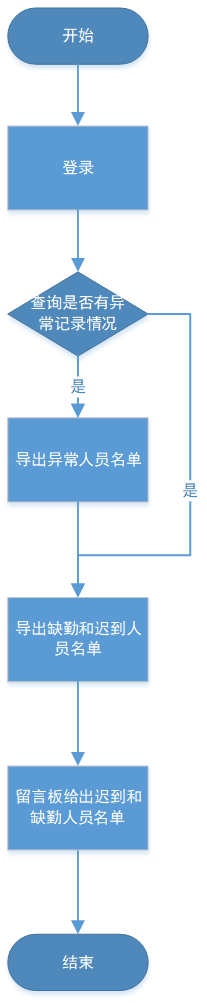 开始
登录
查询是否有异
常记录情况
是
导出异常人员名单
是
导出缺勤和迟到人
员名单
留言板给出迟到和
缺勤人员名单
结束